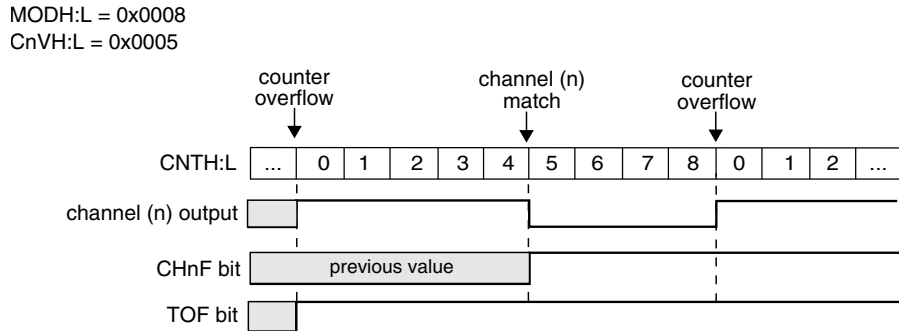 MODH:L = 0x0008
CnVH:L = 0x0005
counter overflow
channel (n) match
counter overflow
CNTH:L ... 0 1 2 3 4 5 6 7 8 0 1 2 ...
channel (n) output
CHnF bit previous value
TOF bit